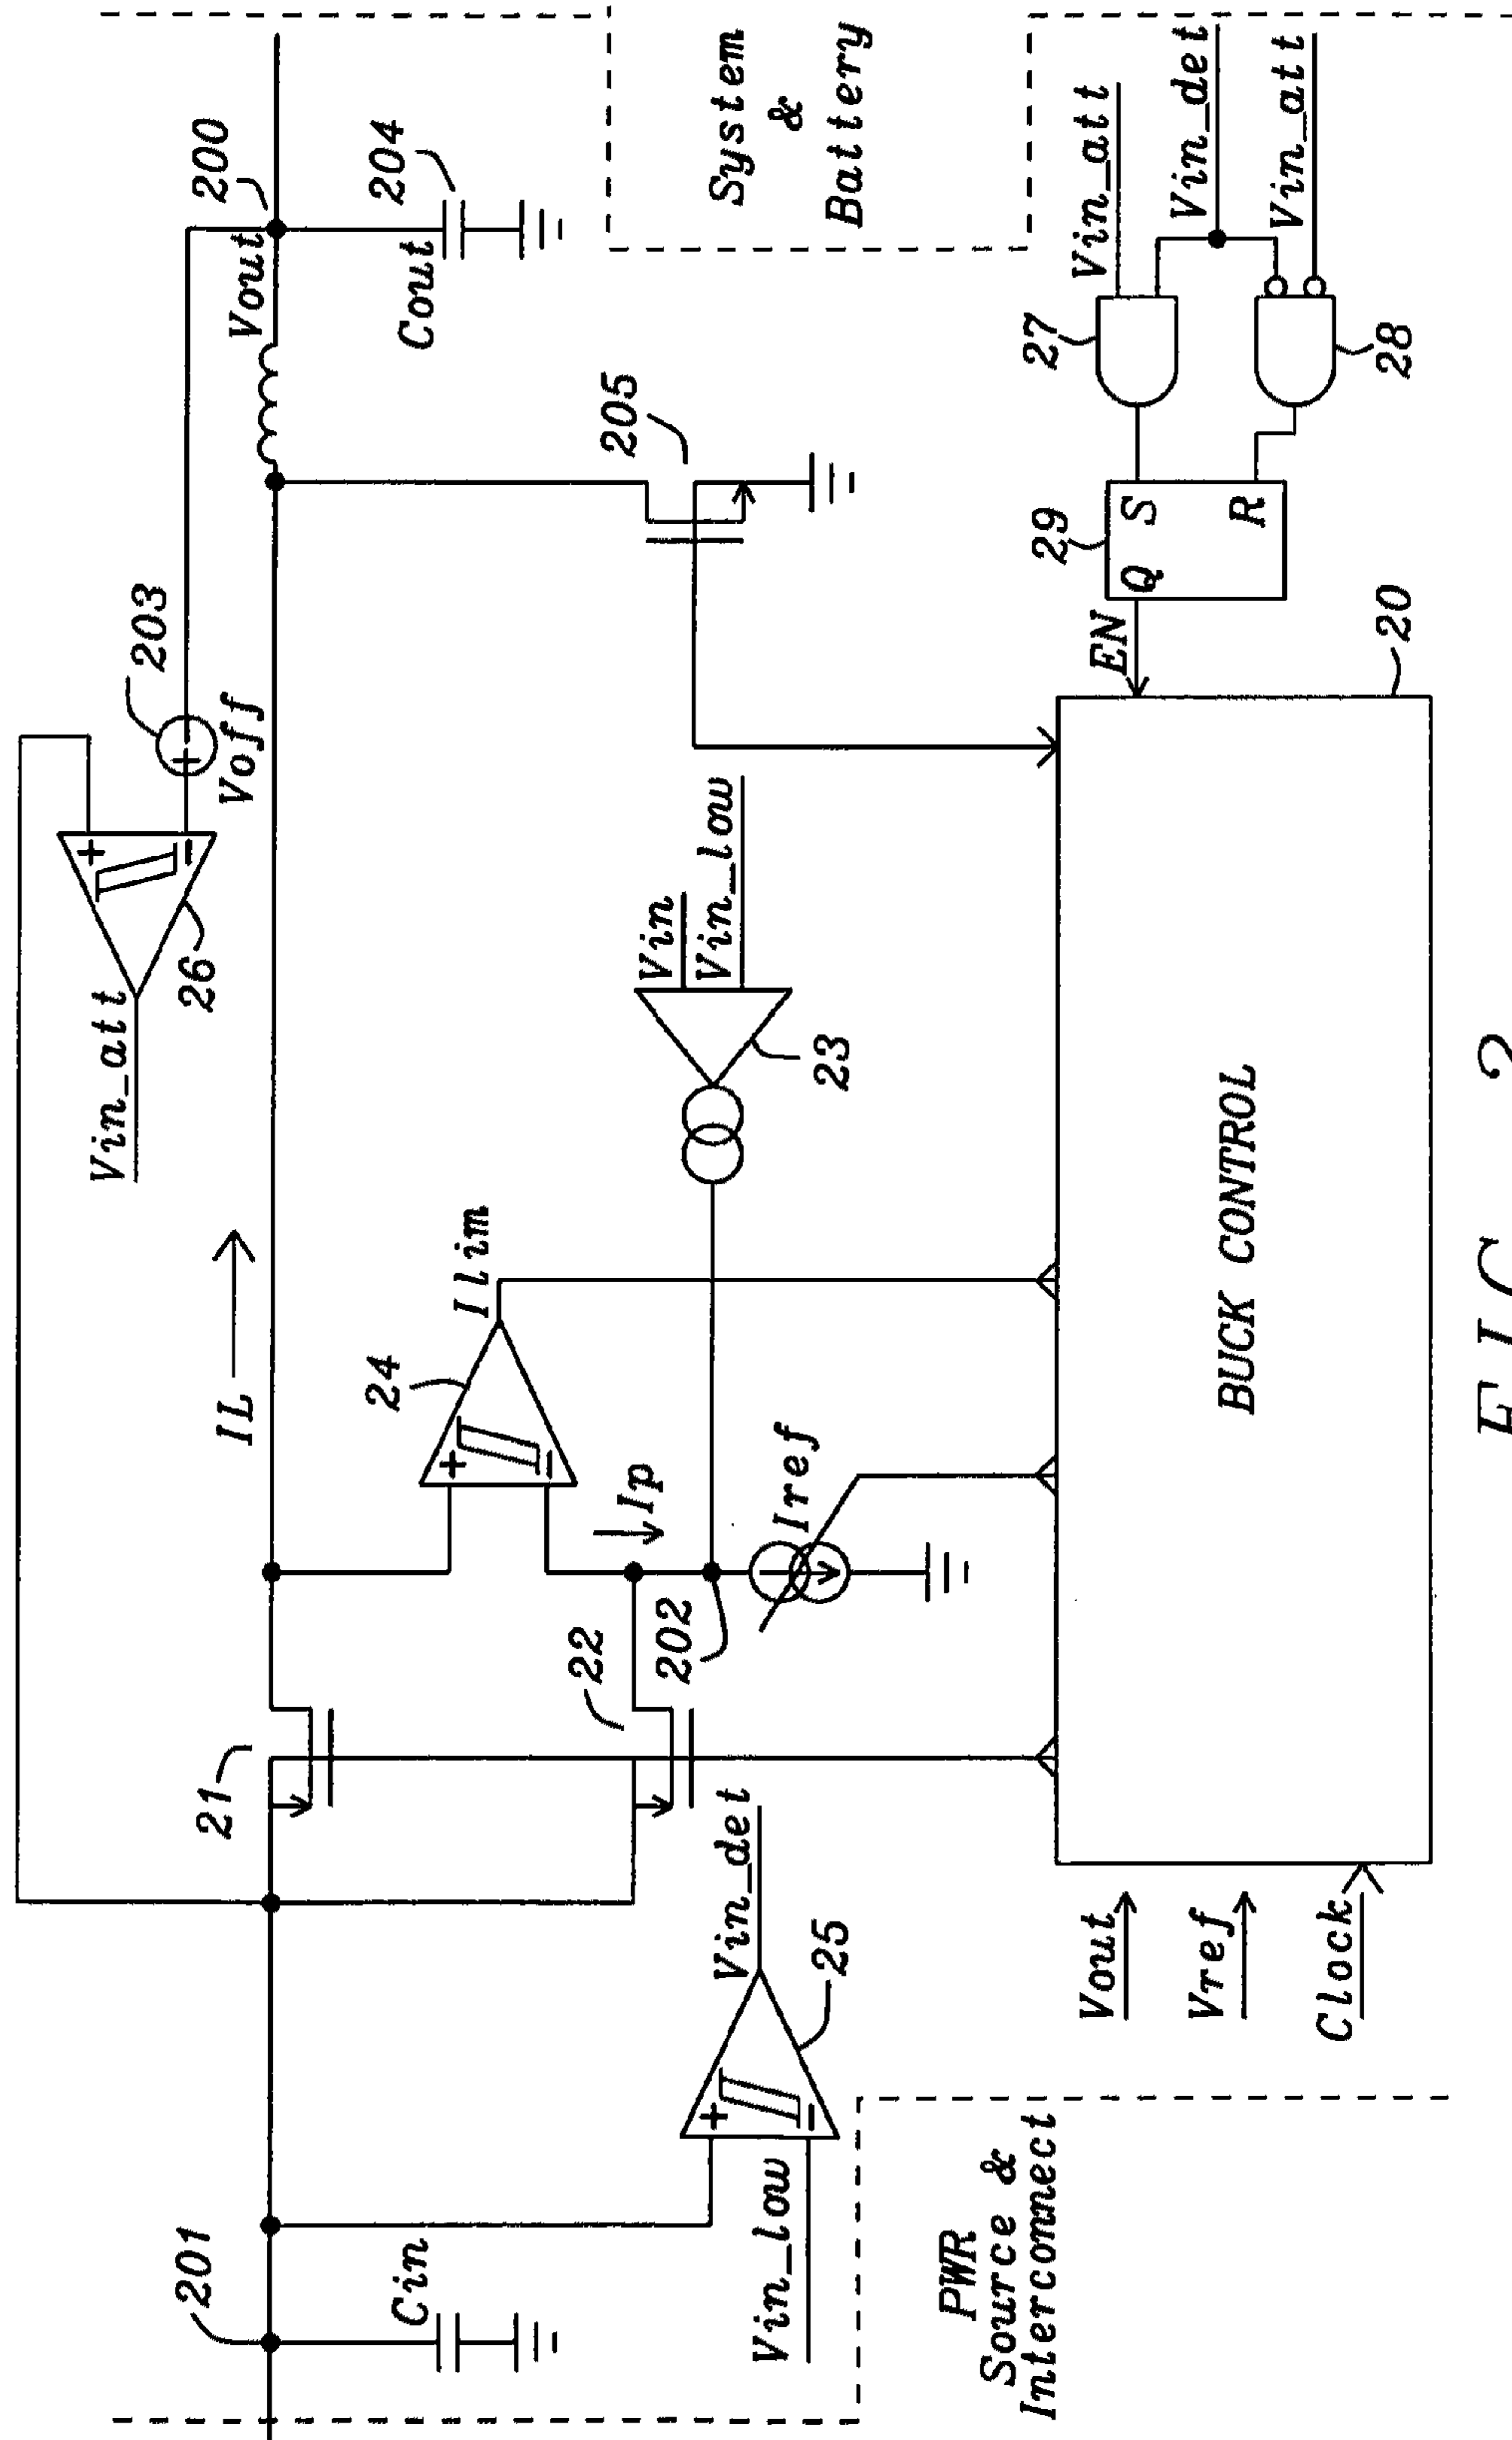 Vin_att
26
+
-
203
+
Voff
201
21
IL
Vout
200
Cin
24
+
-
Ilim
Cout
204
22
202
Ip
Iref
Vin
Vin_low
23
205
Vin_low
+
-
Vin_det
25
System
&
Battery
PWR
Source &
Interconnect
Vout
Vref
Clock
BUCK CONTROL
20
EN
29
Q S
R
27
28
Vin_att
Vin_det
Vin_att
FIG.